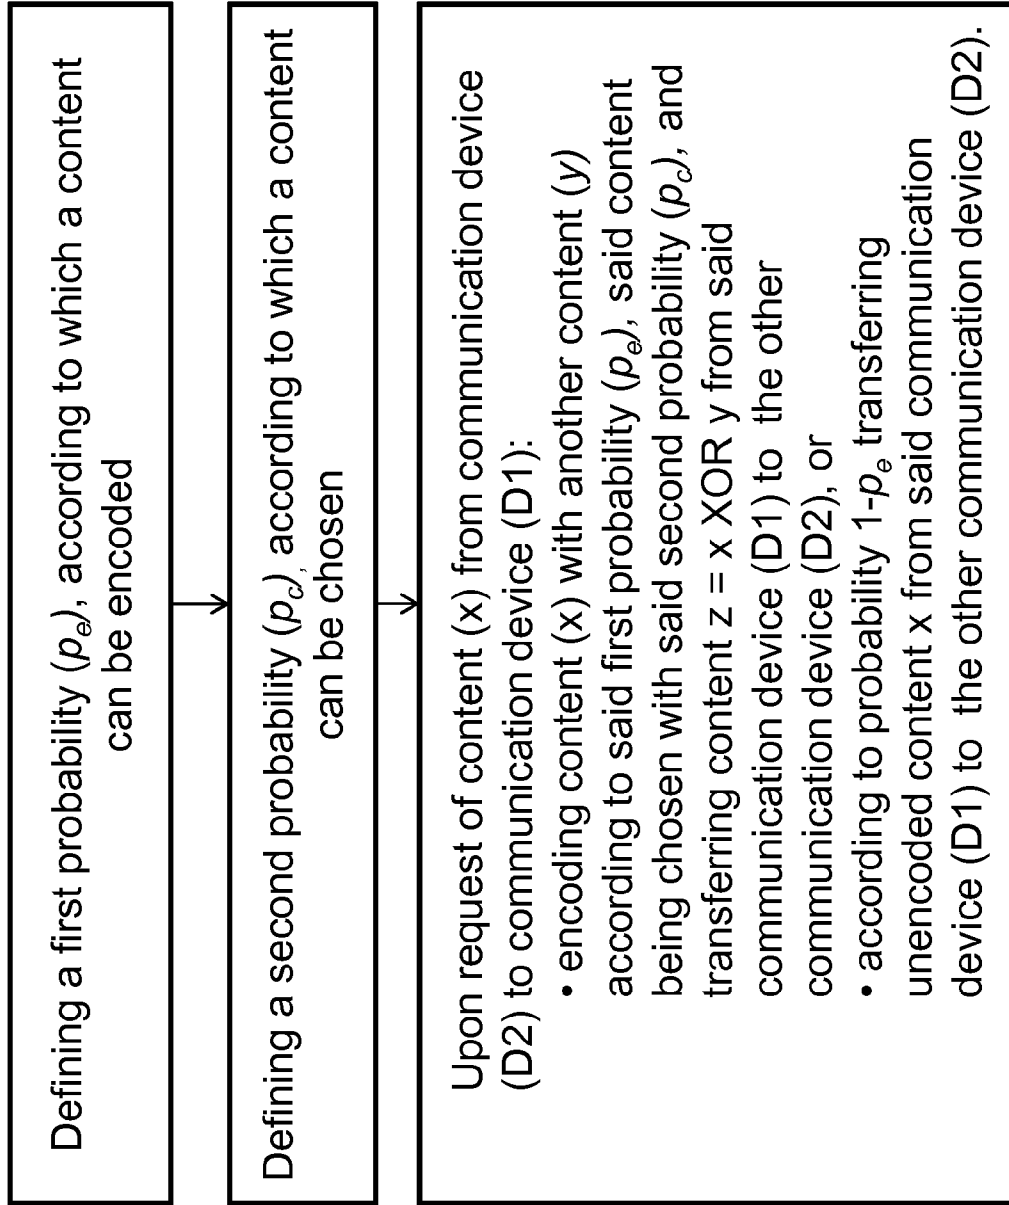 Defining a first probability (pe), according to which a content
can be encoded
Defining a second probability (pc), according to which a content
can be chosen
Upon request of content (x) from communication device
(D2) to communication device (D1):
• encoding content (x) with another content (y)
according to said first probability (pe), said content
being chosen with said second probability (pc), and
transferring content z = x XOR y from said
communication device (D1) to the other
communication device (D2), or
• according to probability 1-pe transferring
unencoded content x from said communication
device (D1) to the other communication device (D2).